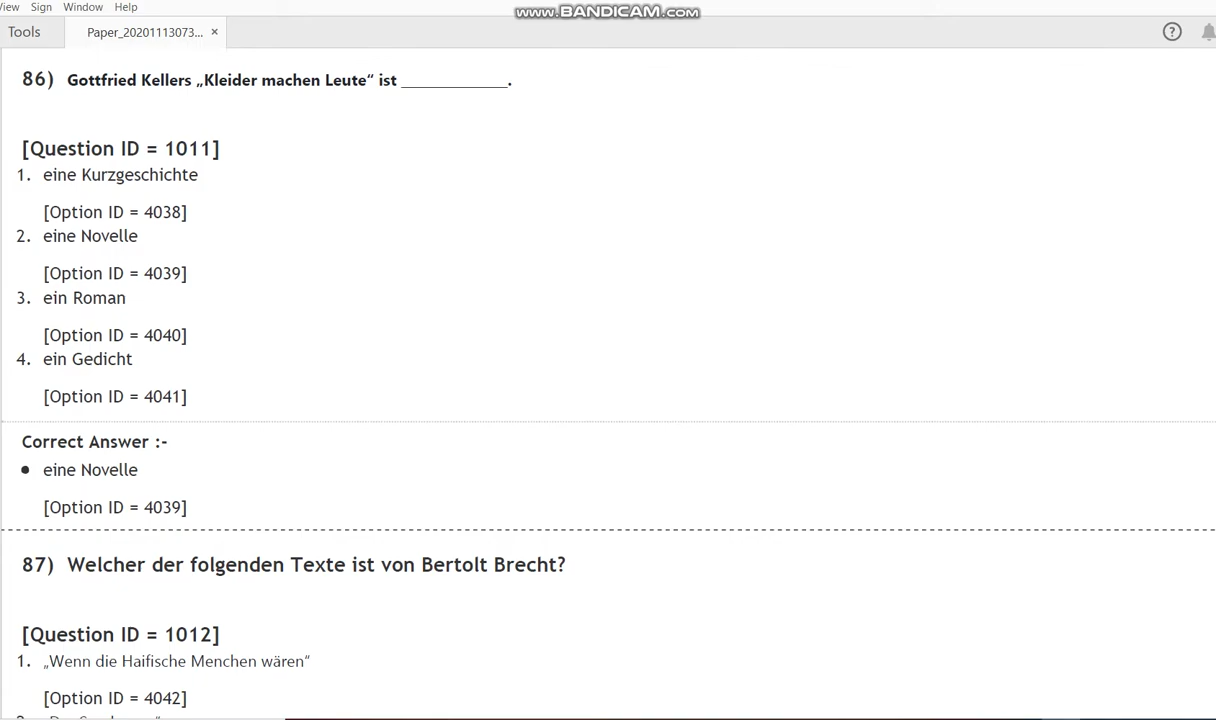 View Sign Window Help
www.BANDICAM.com
Tools Paper_20201113073... × ?
86) Gottfried Kellers „Kleider machen Leute“ ist ____________.
[Question ID = 1011]
1. eine Kurzgeschichte
[Option ID = 4038]
2. eine Novelle
[Option ID = 4039]
3. ein Roman
[Option ID = 4040]
4. ein Gedicht
[Option ID = 4041]
Correct Answer :-
• eine Novelle
[Option ID = 4039]
87) Welcher der folgenden Texte ist von Bertolt Brecht?
[Question ID = 1012]
1. „Wenn die Haifische Menchen wären“
[Option ID = 4042]